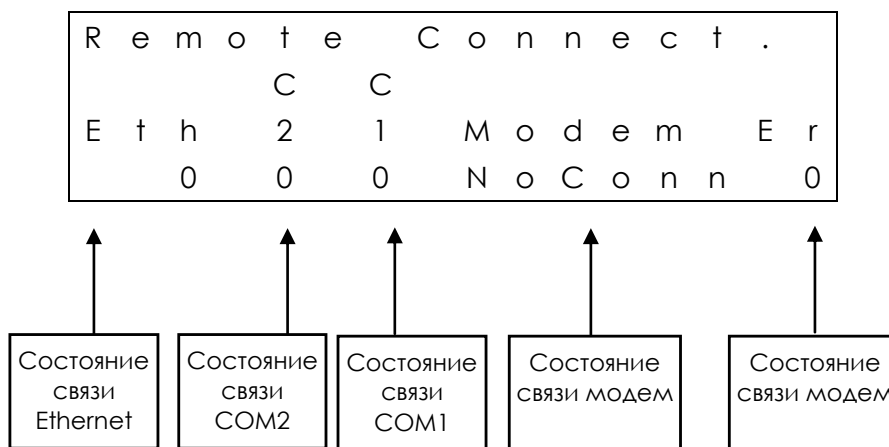 Remote Connect.
C C
Eth 2 1 Modem Er
0 0 0 NoConn 0
Состояние связи Ethernet
Состояние связи COM2
Состояние связи COM1
Состояние связи модем
Состояние связи модем